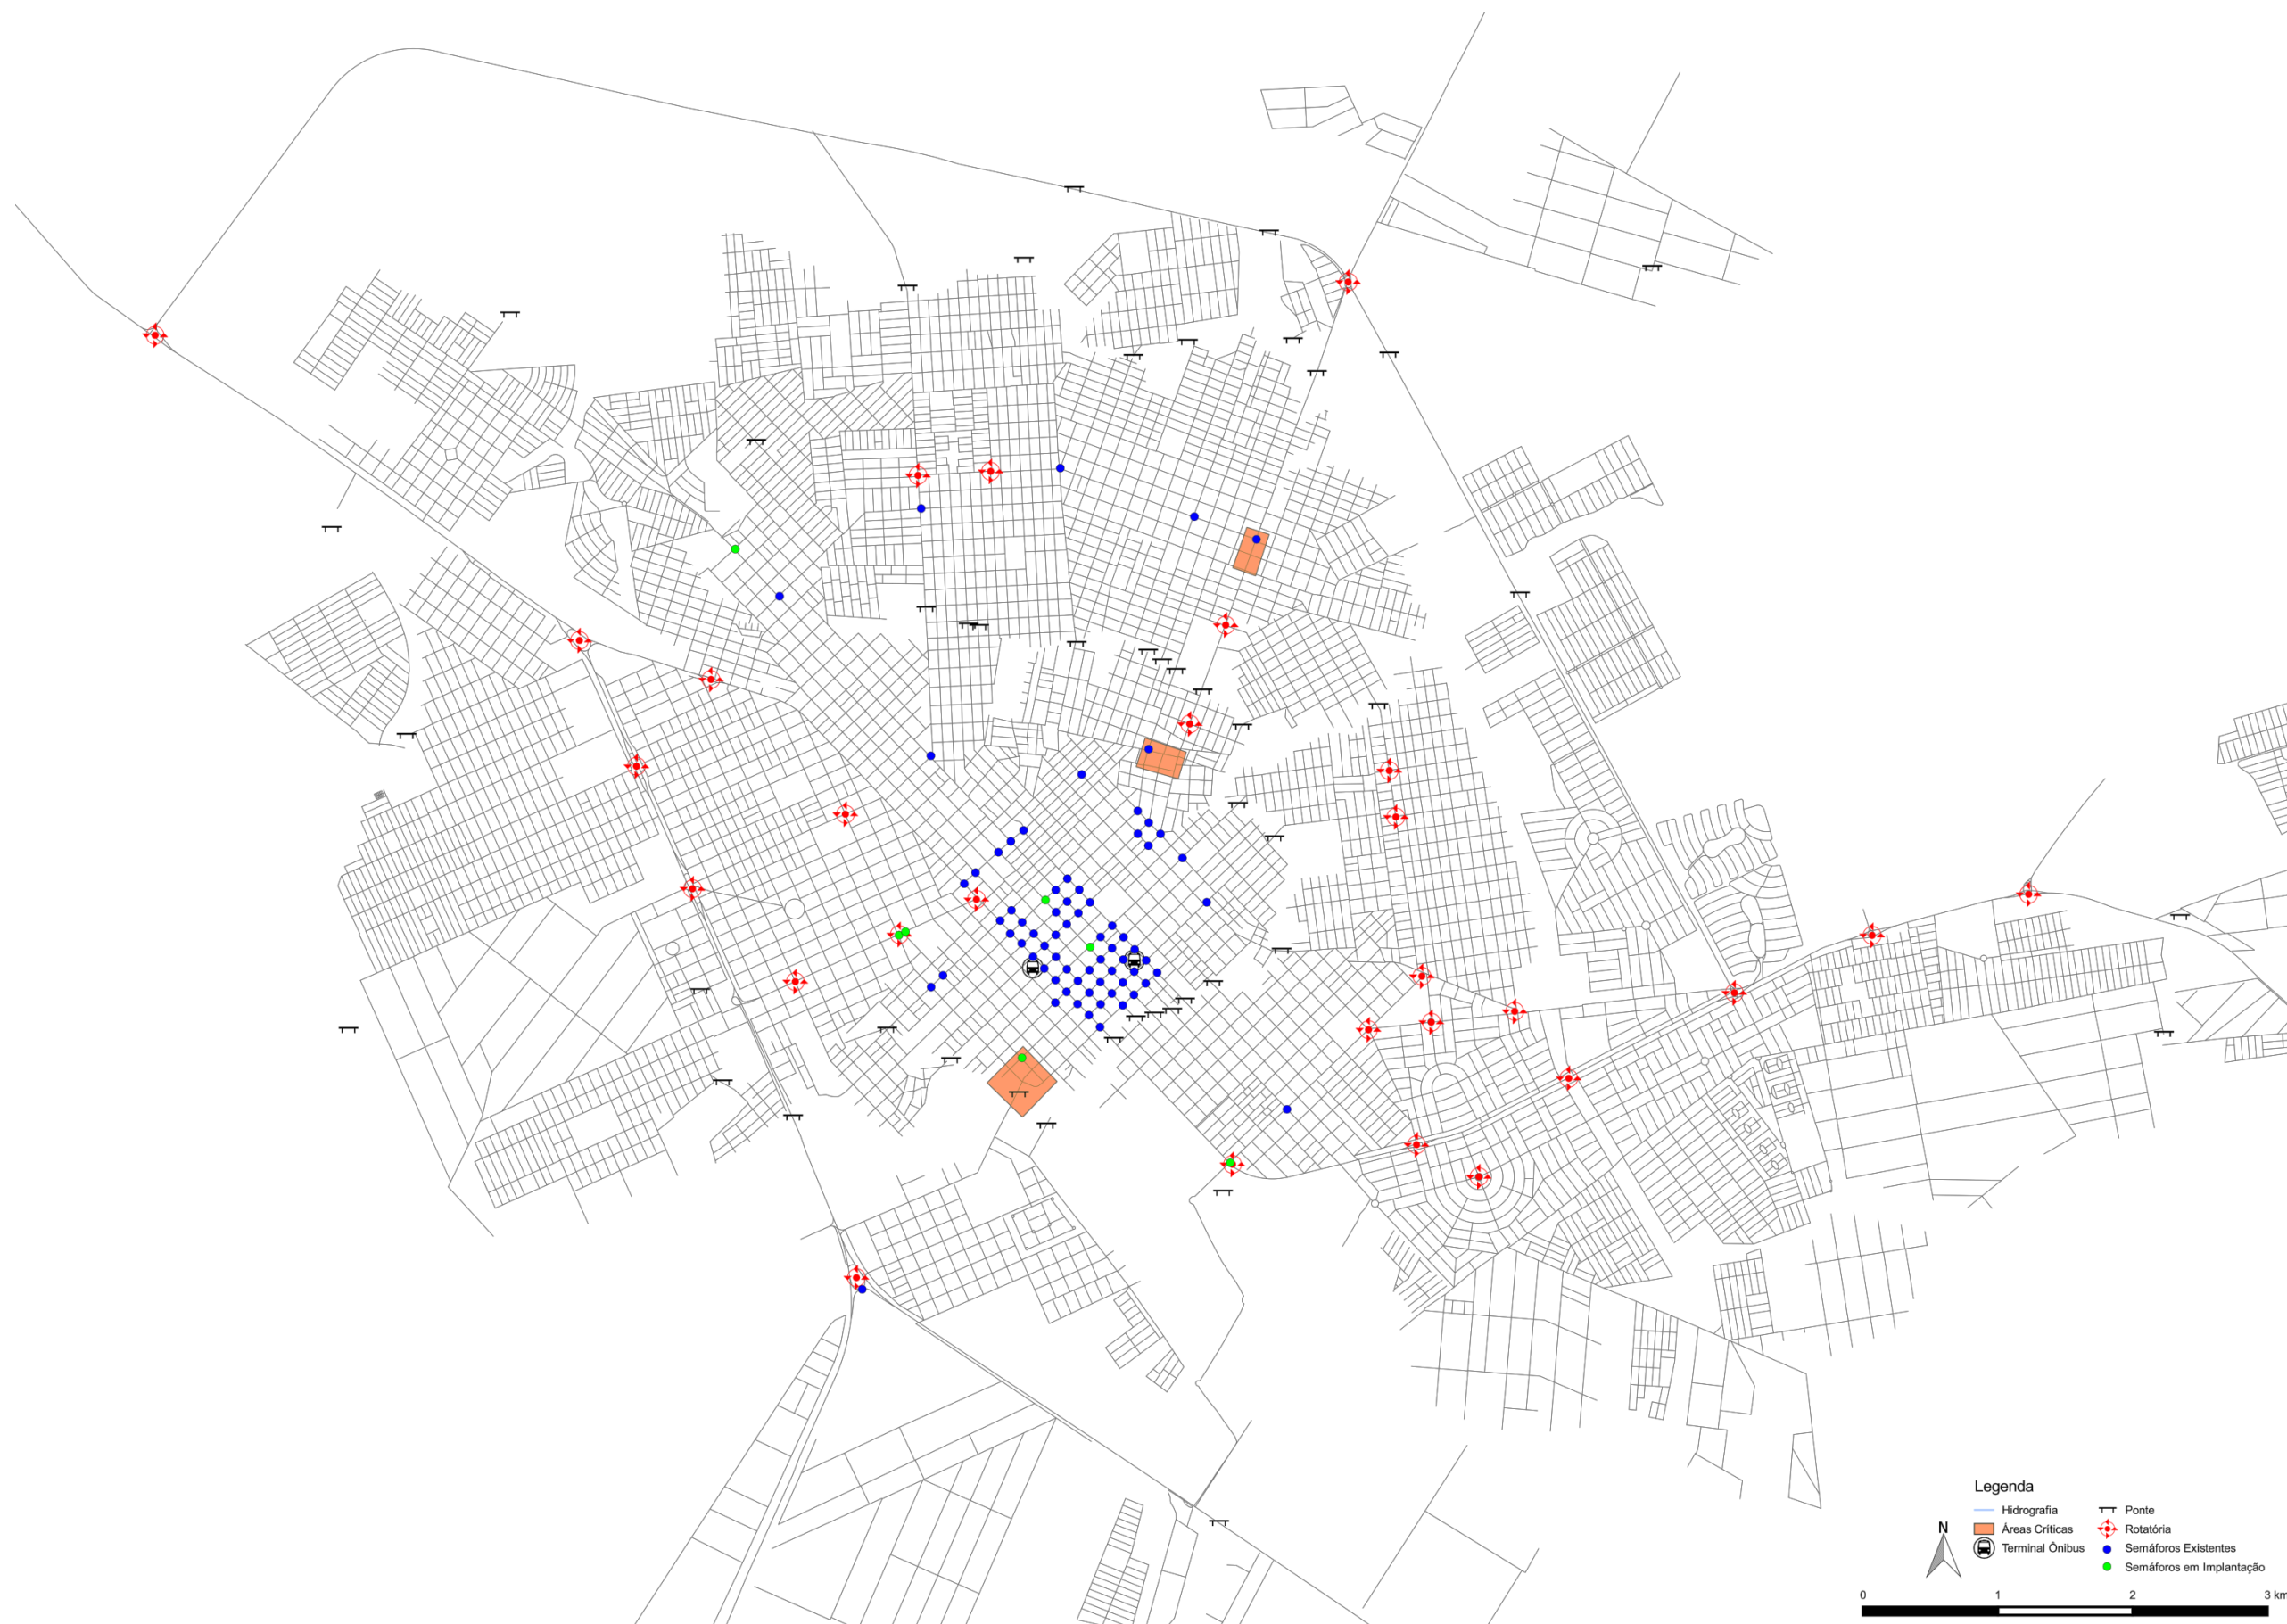 Legenda
Hidrografia
Áreas Críticas
Terminal Ônibus
Ponte
Rotatória
Semáforos Existentes
Semáforos em Implantação
N
0 1 2 3 km